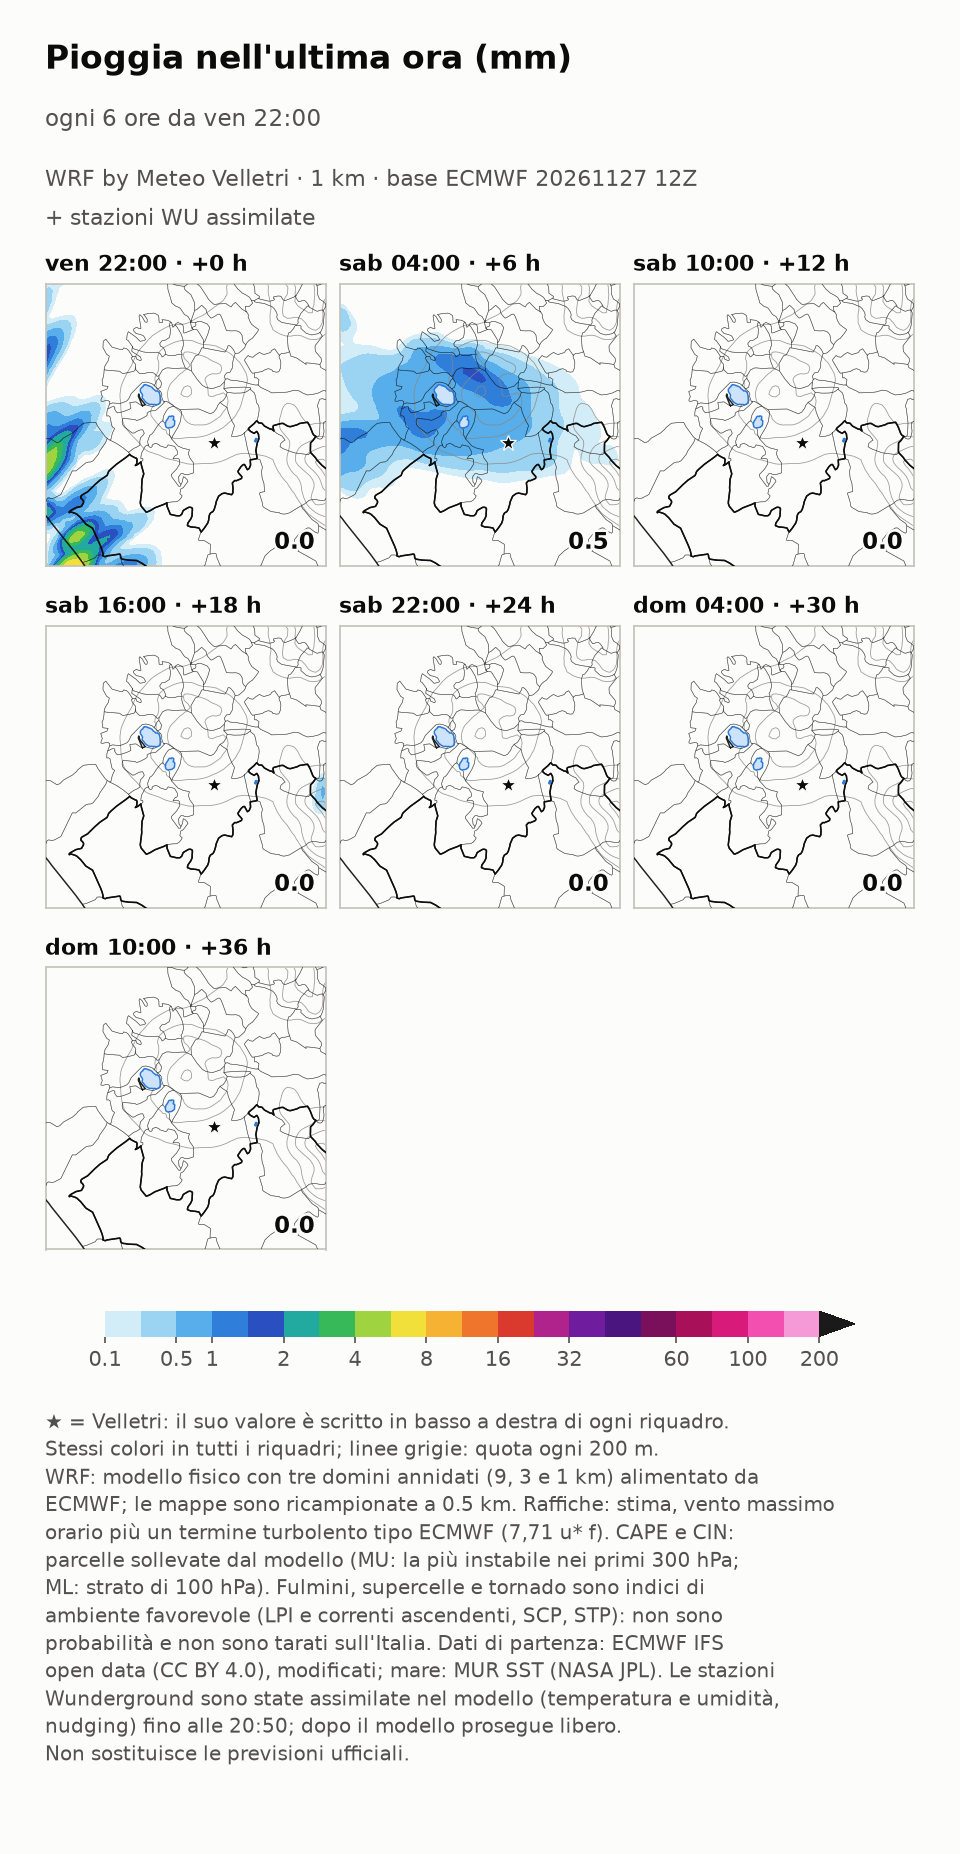 Pioggia nell'ultima ora (mm)
ogni 6 ore da ven 22:00
WRF by Meteo Velletri · 1 km · base ECMWF 20261127 12Z
+ stazioni WU assimilate
ven 22:00 · +0 h
sab 04:00 · +6 h
sab 10:00 · +12 h
0.0
0.5
0.0
sab 16:00 · +18 h
sab 22:00 · +24 h
dom 04:00 · +30 h
0.0
0.0
0.0
dom 10:00 · +36 h
0.0
0.1 0.5 1 2 4 8 16 32 60 100 200
★ = Velletri: il suo valore è scritto in basso a destra di ogni riquadro.
Stessi colori in tutti i riquadri; linee grigie: quota ogni 200 m.
WRF: modello fisico con tre domini annidati (9, 3 e 1 km) alimentato da
ECMWF; le mappe sono ricampionate a 0.5 km. Raffiche: stima, vento massimo
orario più un termine turbolento tipo ECMWF (7,71 u* f). CAPE e CIN:
parcelle sollevate dal modello (MU: la più instabile nei primi 300 hPa;
ML: strato di 100 hPa). Fulmini, supercelle e tornado sono indici di
ambiente favorevole (LPI e correnti ascendenti, SCP, STP): non sono
probabilità e non sono tarati sull'Italia. Dati di partenza: ECMWF IFS
open data (CC BY 4.0), modificati; mare: MUR SST (NASA JPL). Le stazioni
Wunderground sono state assimilate nel modello (temperatura e umidità,
nudging) fino alle 20:50; dopo il modello prosegue libero.
Non sostituisce le previsioni ufficiali.